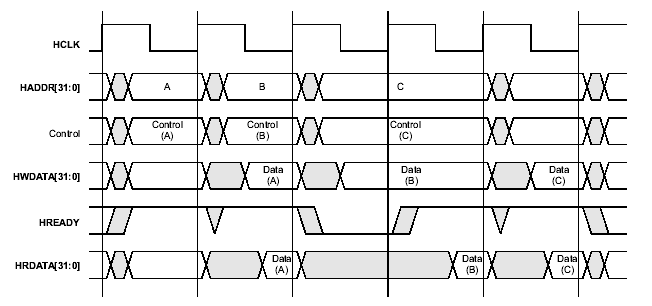 HCLK
HADDR[31:0] A B C
Control Control (A) Control (B) Control (C)
HWDATA[31:0] Data (A) Data (B) Data (C)
HREADY
HRDATA[31:0] Data (A) Data (B) Data (C)